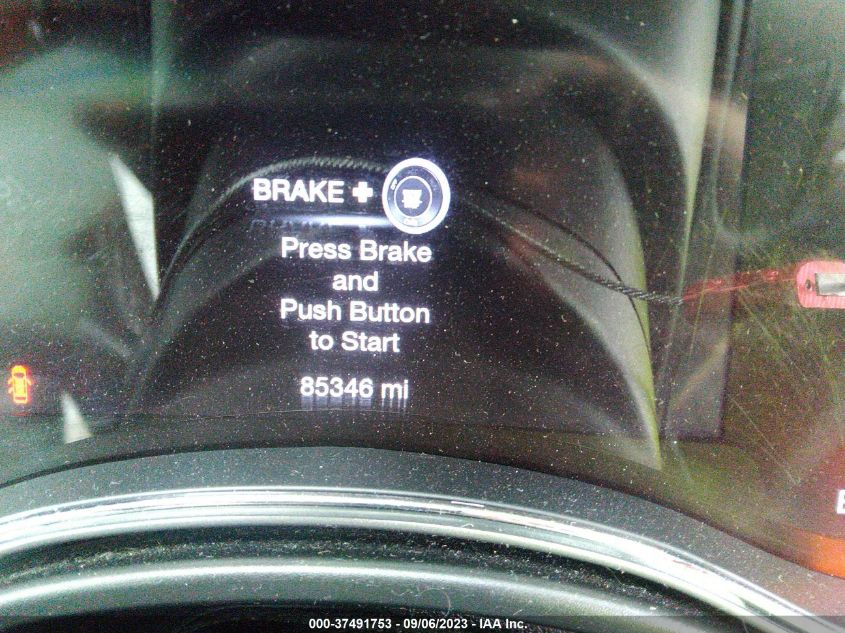 BRAKE +
Press Brake
and
Push Button
to Start
85346 mi
000-37491753 - 09/06/2023 - IAA Inc.